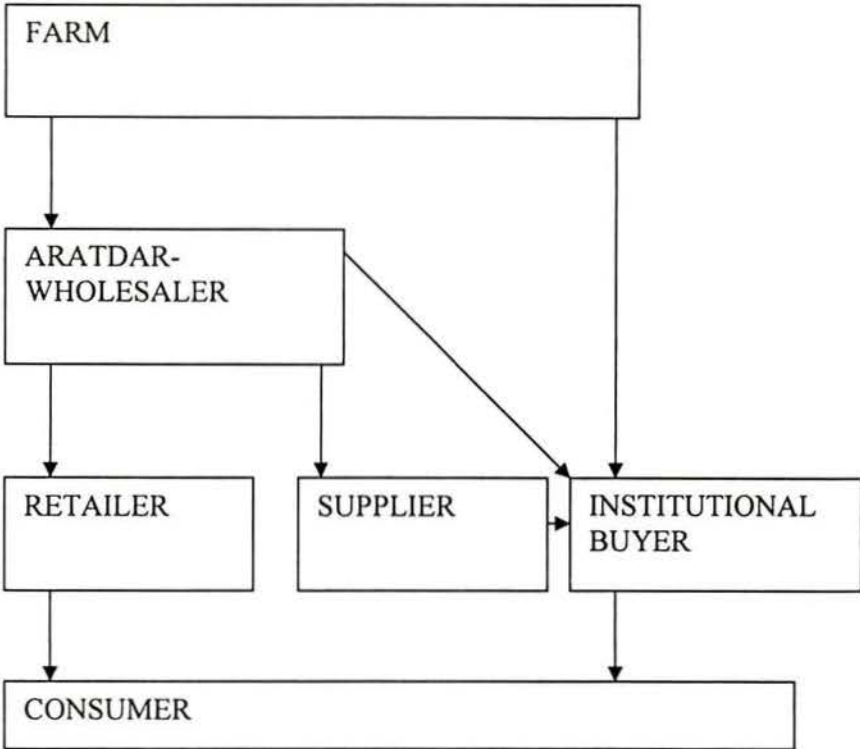 FARM
ARATDAR-
WHOLESALER
RETAILER
SUPPLIER
INSTITUTIONAL
BUYER
CONSUMER